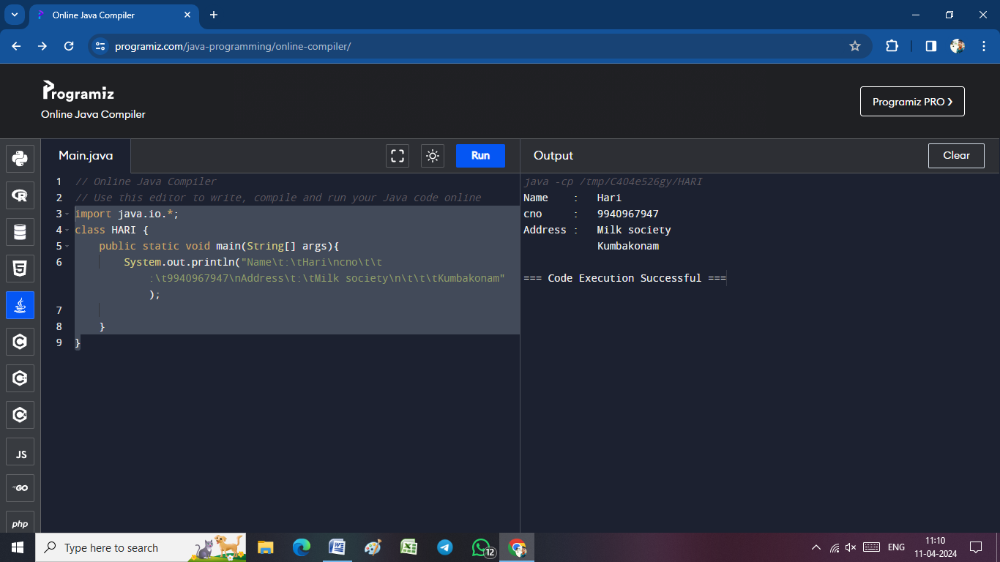 Online Java Compiler
programiz.com/java-programming/online-compiler/
Programiz
Online Java Compiler
Programiz PRO ❯
Main.java
Run
Output
Clear
1 // Online Java Compiler
2 // Use this editor to write, compile and run your Java code online
3 import java.io.*;
4 class HARI {
5 public static void main(String[] args){
6 System.out.println("Name\t:\tHari\ncno\t\t
:\t9940967947\nAddress\t:\tMilk society\n\t\t\tKumbakonam"
);
7
8 }
9 }
java -cp /tmp/C404e526gy/HARI
Name : Hari
cno : 9940967947
Address : Milk society
Kumbakonam
=== Code Execution Successful ===
R
5
C
C
C
JS
GO
php
Type here to search
W
X
12
ENG
11:10
11-04-2024